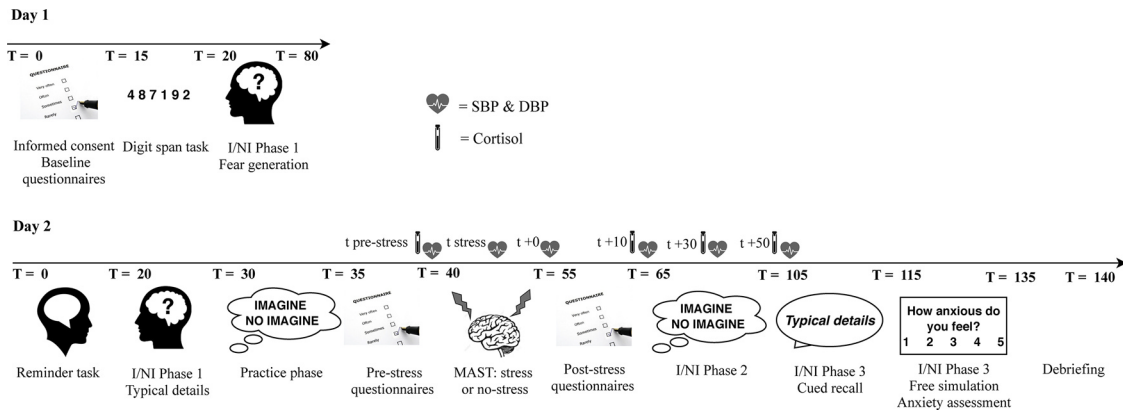 Day 1
T = 0 T = 15 T = 20 T = 80
QUESTIONNAIRE
Very often
Often
Sometimes
Rarely
4 8 7 1 9 2
?
= SBP & DBP
= Cortisol
Informed consent
Baseline
questionnaires
Digit span task
I/NI Phase 1
Fear generation
Day 2
t pre-stress t stress t +0 t +10 t +30 t +50
T = 0 T = 20 T = 30 T = 35 T = 40 T = 55 T = 65 T = 105 T = 115 T = 135 T = 140
?
IMAGINE
NO IMAGINE
QUESTIONNAIRE
Very often
Often
Sometimes
Rarely
QUESTIONNAIRE
Very often
Often
Sometimes
Rarely
IMAGINE
NO IMAGINE
Typical details
How anxious do
you feel?
1 2 3 4 5
Reminder task
I/NI Phase 1
Typical details
Practice phase
Pre-stress
questionnaires
MAST: stress
or no-stress
Post-stress
questionnaires
I/NI Phase 2
I/NI Phase 3
Cued recall
I/NI Phase 3
Free simulation
Anxiety assessment
Debriefing